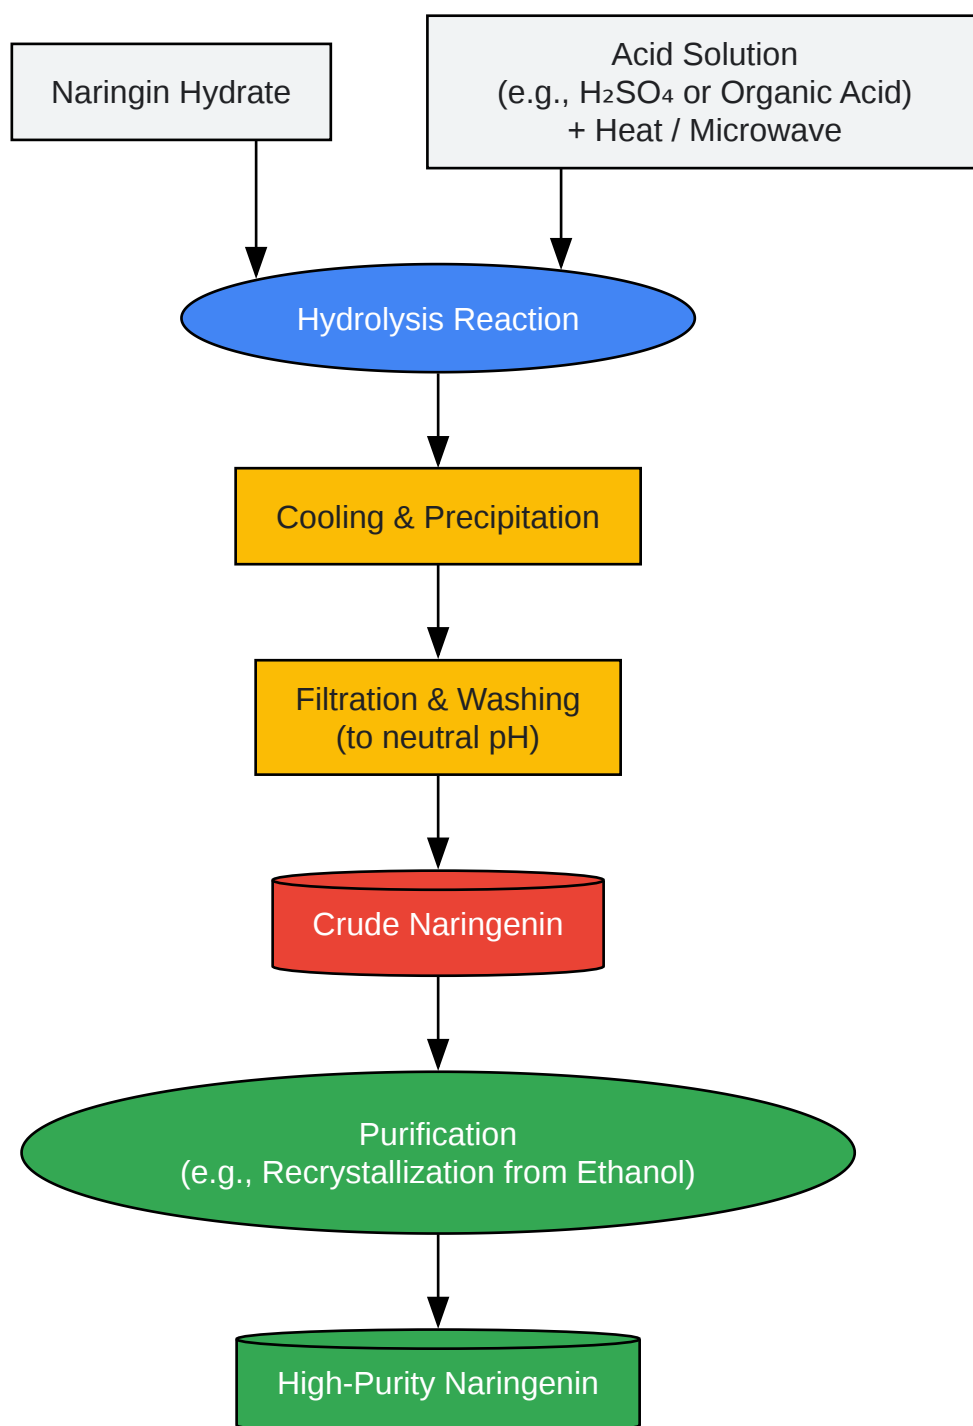 Naringin Hydrate
Acid Solution
(e.g., H₂SO₄ or Organic Acid)
+ Heat / Microwave
Hydrolysis Reaction
Cooling & Precipitation
Filtration & Washing
(to neutral pH)
Crude Naringenin
Purification
(e.g., Recrystallization from Ethanol)
High-Purity Naringenin